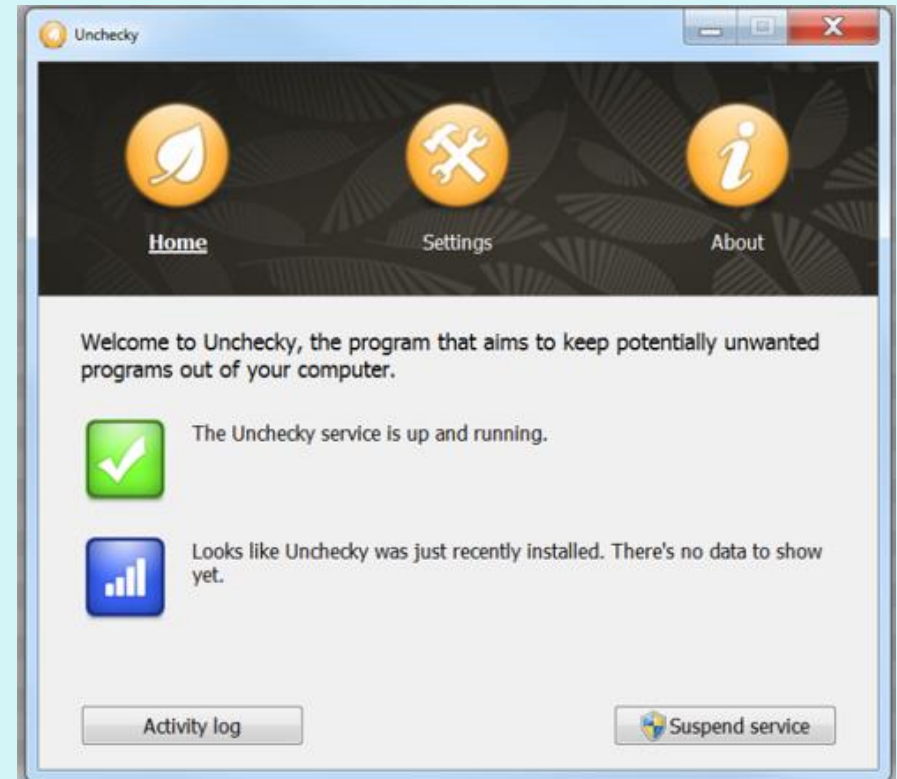 Unchecky
Home
Settings
About
Welcome to Unchecky, the program that aims to keep potentially unwanted
programs out of your computer.
The Unchecky service is up and running.
Looks like Unchecky was just recently installed. There's no data to show
yet.
Activity log
Suspend service